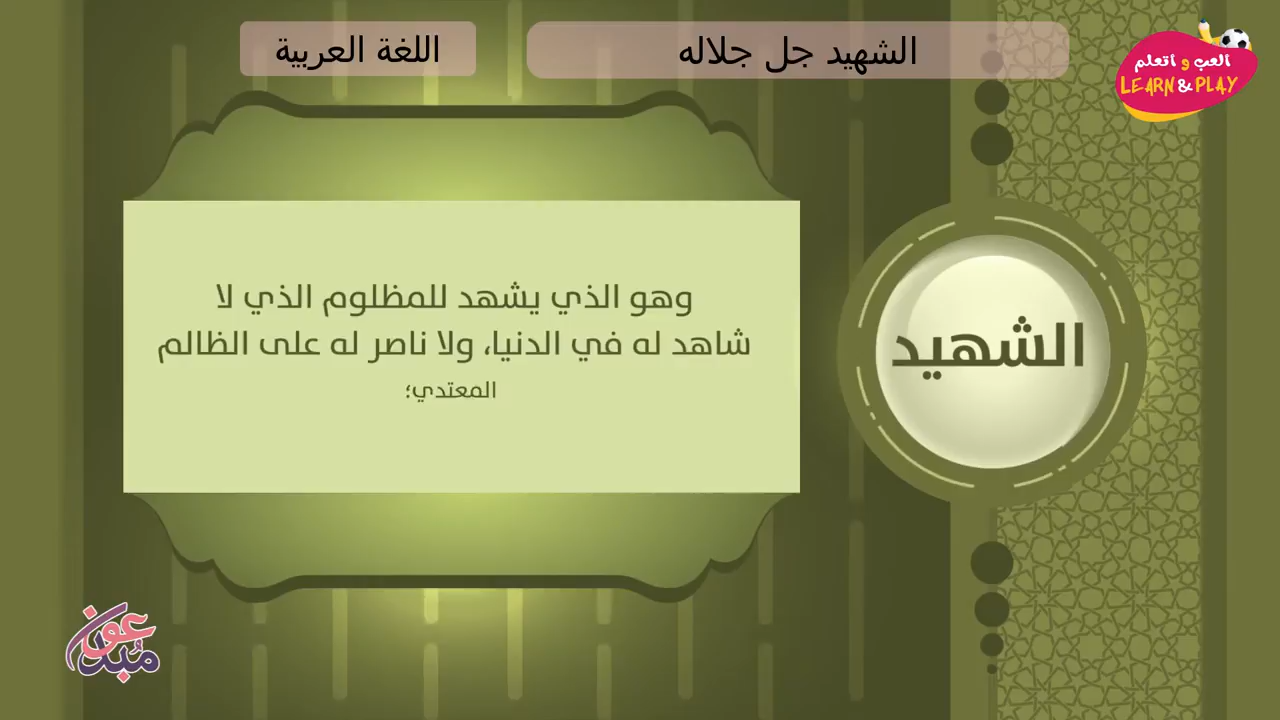 الشهيد جل جلاله
اللغة العربية
العب و اتعلم
LEARN & PLAY
الشهيد
وهو الذي يشهد للمظلوم الذي لا
شاهد له في الدنيا، ولا ناصر له على الظالم
المعتدي؛
مُبدعون